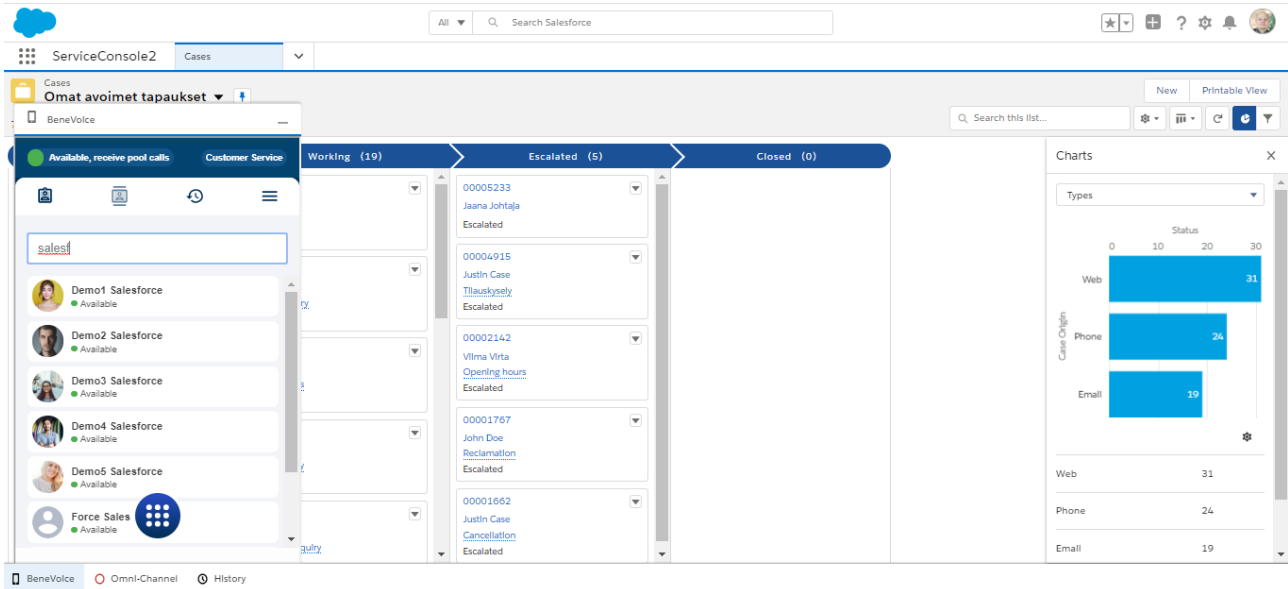 All
Search Salesforce
ServiceConsole2
Cases
Cases
Omat avoimet tapaukset
New
Printable View
BeneVoice
Search this list...
Available, receive pool calls
Customer Service
Working (19)
Escalated (5)
Closed (0)
salesf
Demo1 Salesforce
Available
Demo2 Salesforce
Available
Demo3 Salesforce
Available
Demo4 Salesforce
Available
Demo5 Salesforce
Available
Force Sales
Available
00005233
Jaana Johtaja
Escalated
00004915
Justin Case
Tilauskysely
Escalated
00002142
Vilma Virta
Opening hours
Escalated
00001767
John Doe
Reclamation
Escalated
00001662
Justin Case
Cancellation
Escalated
Charts
Types
Status
0 10 20 30
Case Origin
Web 31
Phone 24
Email 19
Web 31
Phone 24
Email 19
BeneVoice
Omni-Channel
History